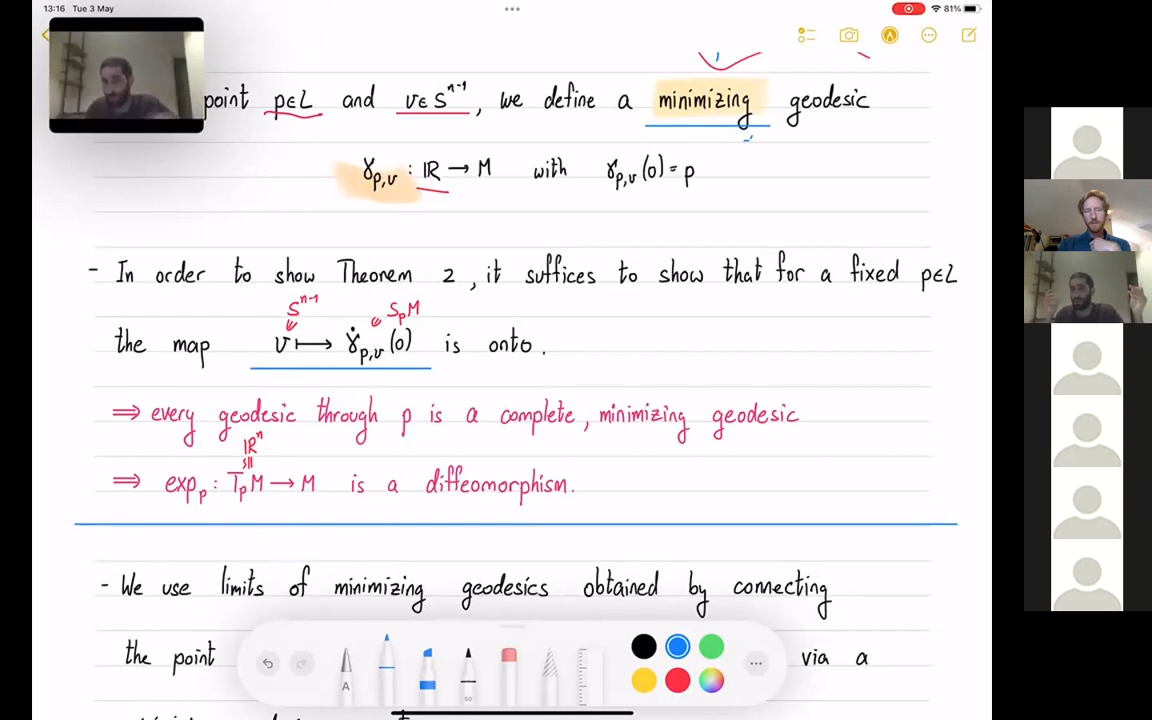 13:16 Tue 3 May
81%
point p∈L and v∈S^{n-1}, we define a minimizing geodesic
γ_{p,v} : ℝ → M with γ_{p,v}(0) = p
- In order to show Theorem 2, it suffices to show that for a fixed p∈L
S^{n-1} S_pM
the map v ⟼ γ̇_{p,v}(0) is onto.
⟹ every geodesic through p is a complete, minimizing geodesic
ℝ^n
⟹ exp_p : T_pM → M is a diffeomorphism.
- We use limits of minimizing geodesics obtained by connecting
the point via a
A
50